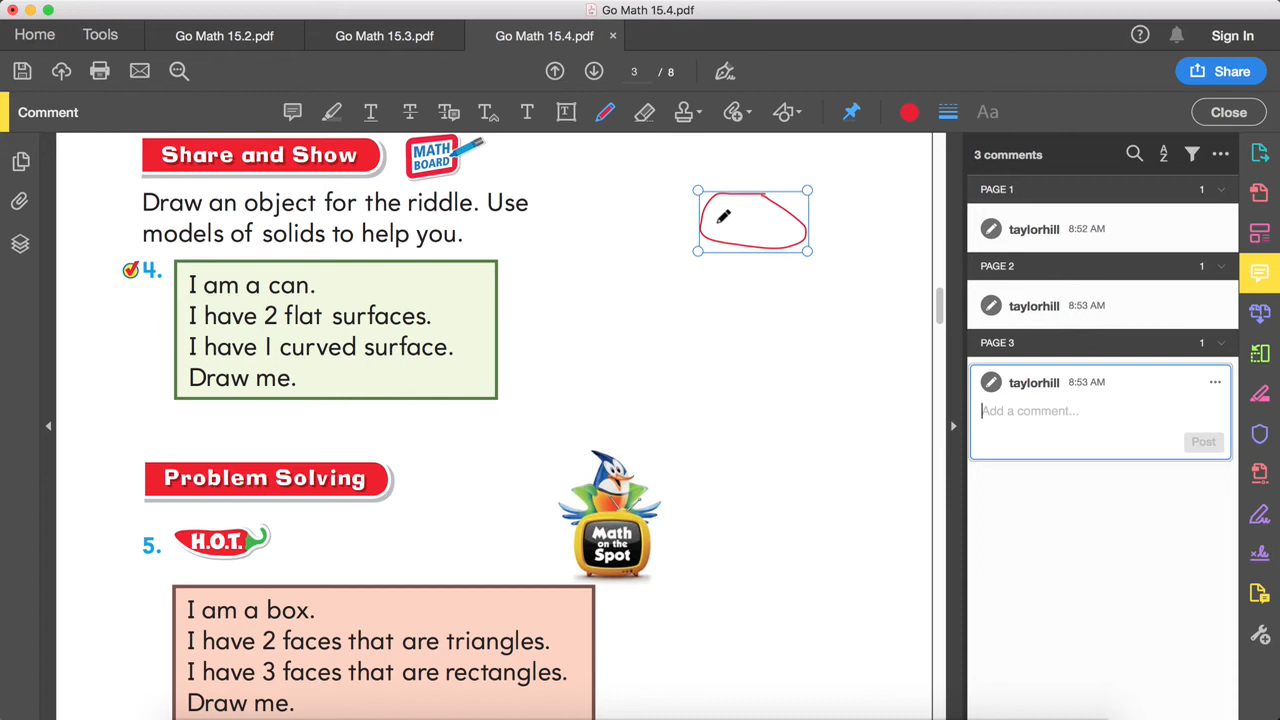 Go Math 15.4.pdf
Home Tools Go Math 15.2.pdf Go Math 15.3.pdf Go Math 15.4.pdf × ? Sign In
3 / 8 Share
Comment T T T T T T Aa Close
Share and Show MATH BOARD
Draw an object for the riddle. Use
models of solids to help you.
4.
I am a can.
I have 2 flat surfaces.
I have 1 curved surface.
Draw me.
Problem Solving
Math on the Spot
5. H.O.T.
I am a box.
I have 2 faces that are triangles.
I have 3 faces that are rectangles.
Draw me.
3 comments A Z
PAGE 1 1
taylorhill 8:52 AM
PAGE 2 1
taylorhill 8:53 AM
PAGE 3 1
taylorhill 8:53 AM
Add a comment...
Post